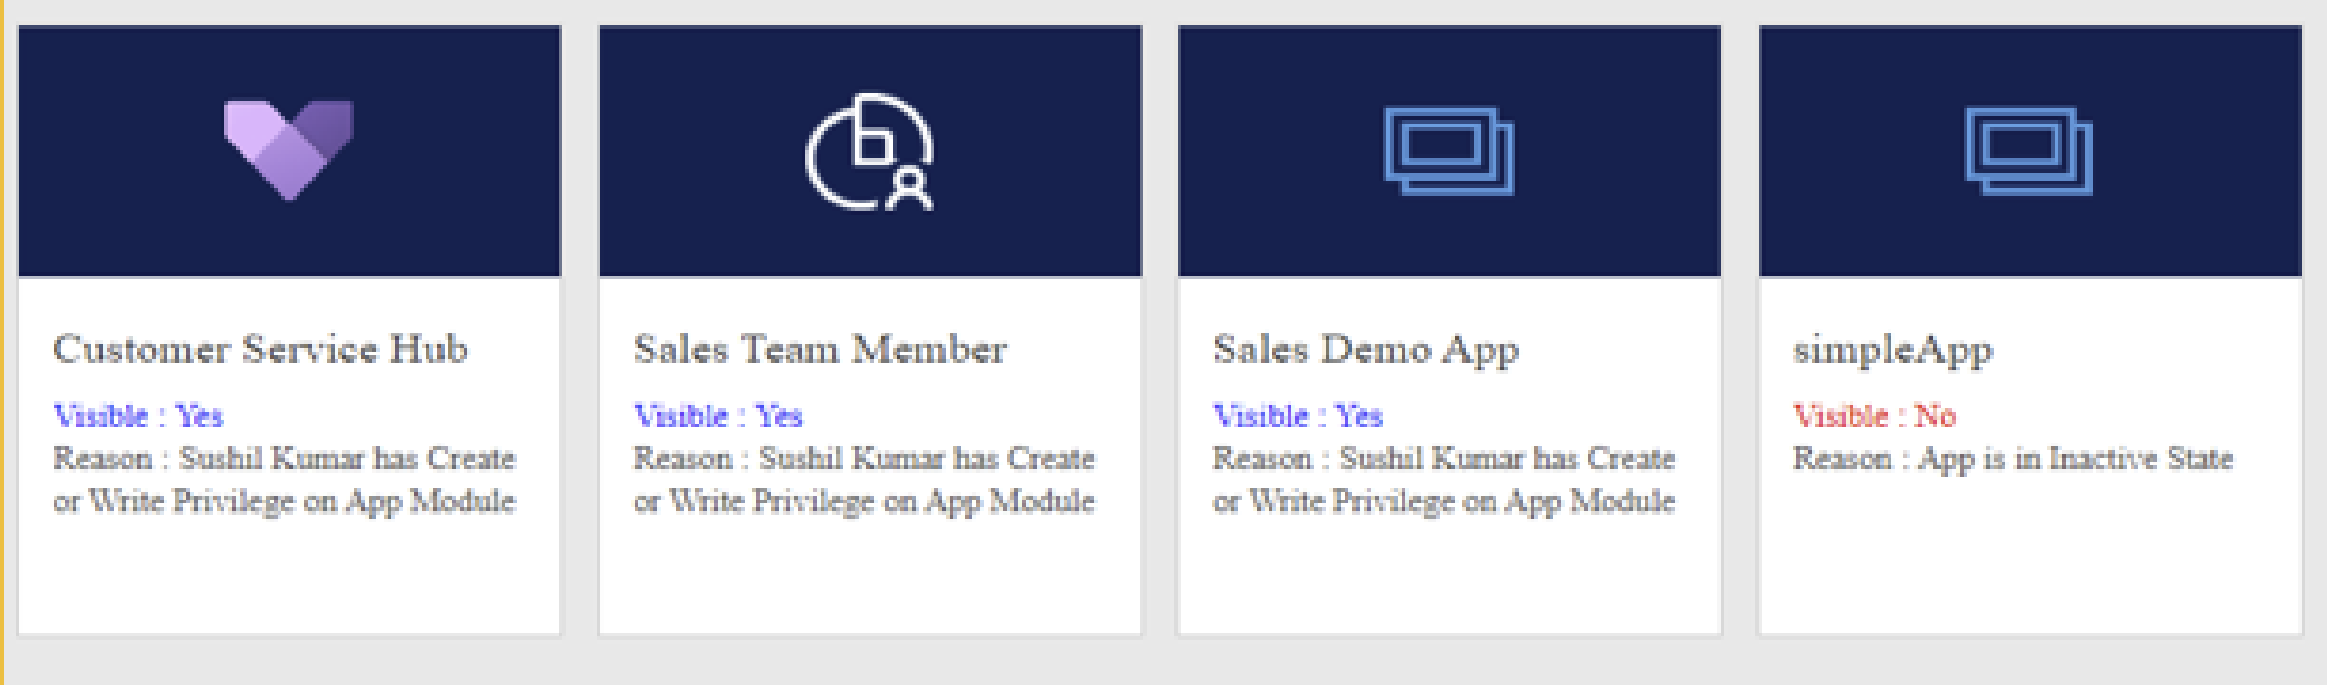 Customer Service Hub
Visible : Yes
Reason : Sushil Kumar has Create
or Write Privilege on App Module
Sales Team Member
Visible : Yes
Reason : Sushil Kumar has Create
or Write Privilege on App Module
Sales Demo App
Visible : Yes
Reason : Sushil Kumar has Create
or Write Privilege on App Module
simpleApp
Visible : No
Reason : App is in Inactive State